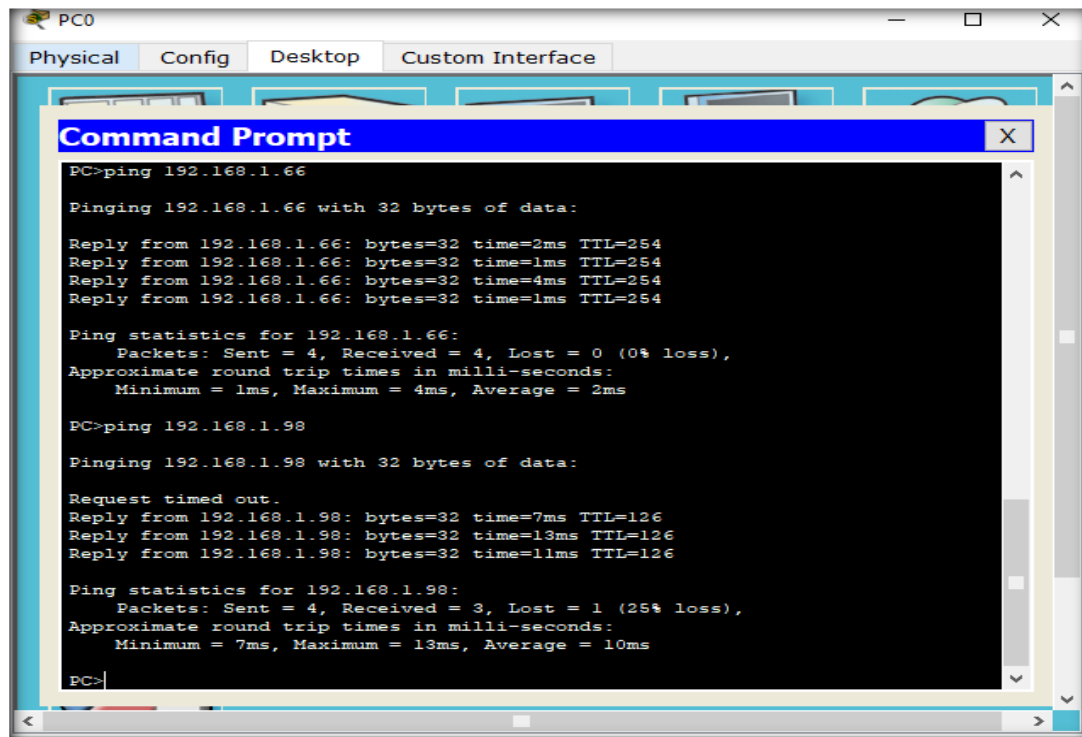 PC0
Physical Config Desktop Custom Interface
Command Prompt X
PC>ping 192.168.1.66
Pinging 192.168.1.66 with 32 bytes of data:
Reply from 192.168.1.66: bytes=32 time=2ms TTL=254
Reply from 192.168.1.66: bytes=32 time=1ms TTL=254
Reply from 192.168.1.66: bytes=32 time=4ms TTL=254
Reply from 192.168.1.66: bytes=32 time=1ms TTL=254
Ping statistics for 192.168.1.66:
Packets: Sent = 4, Received = 4, Lost = 0 (0% loss),
Approximate round trip times in milli-seconds:
Minimum = 1ms, Maximum = 4ms, Average = 2ms
PC>ping 192.168.1.98
Pinging 192.168.1.98 with 32 bytes of data:
Request timed out.
Reply from 192.168.1.98: bytes=32 time=7ms TTL=126
Reply from 192.168.1.98: bytes=32 time=13ms TTL=126
Reply from 192.168.1.98: bytes=32 time=11ms TTL=126
Ping statistics for 192.168.1.98:
Packets: Sent = 4, Received = 3, Lost = 1 (25% loss),
Approximate round trip times in milli-seconds:
Minimum = 7ms, Maximum = 13ms, Average = 10ms
PC>